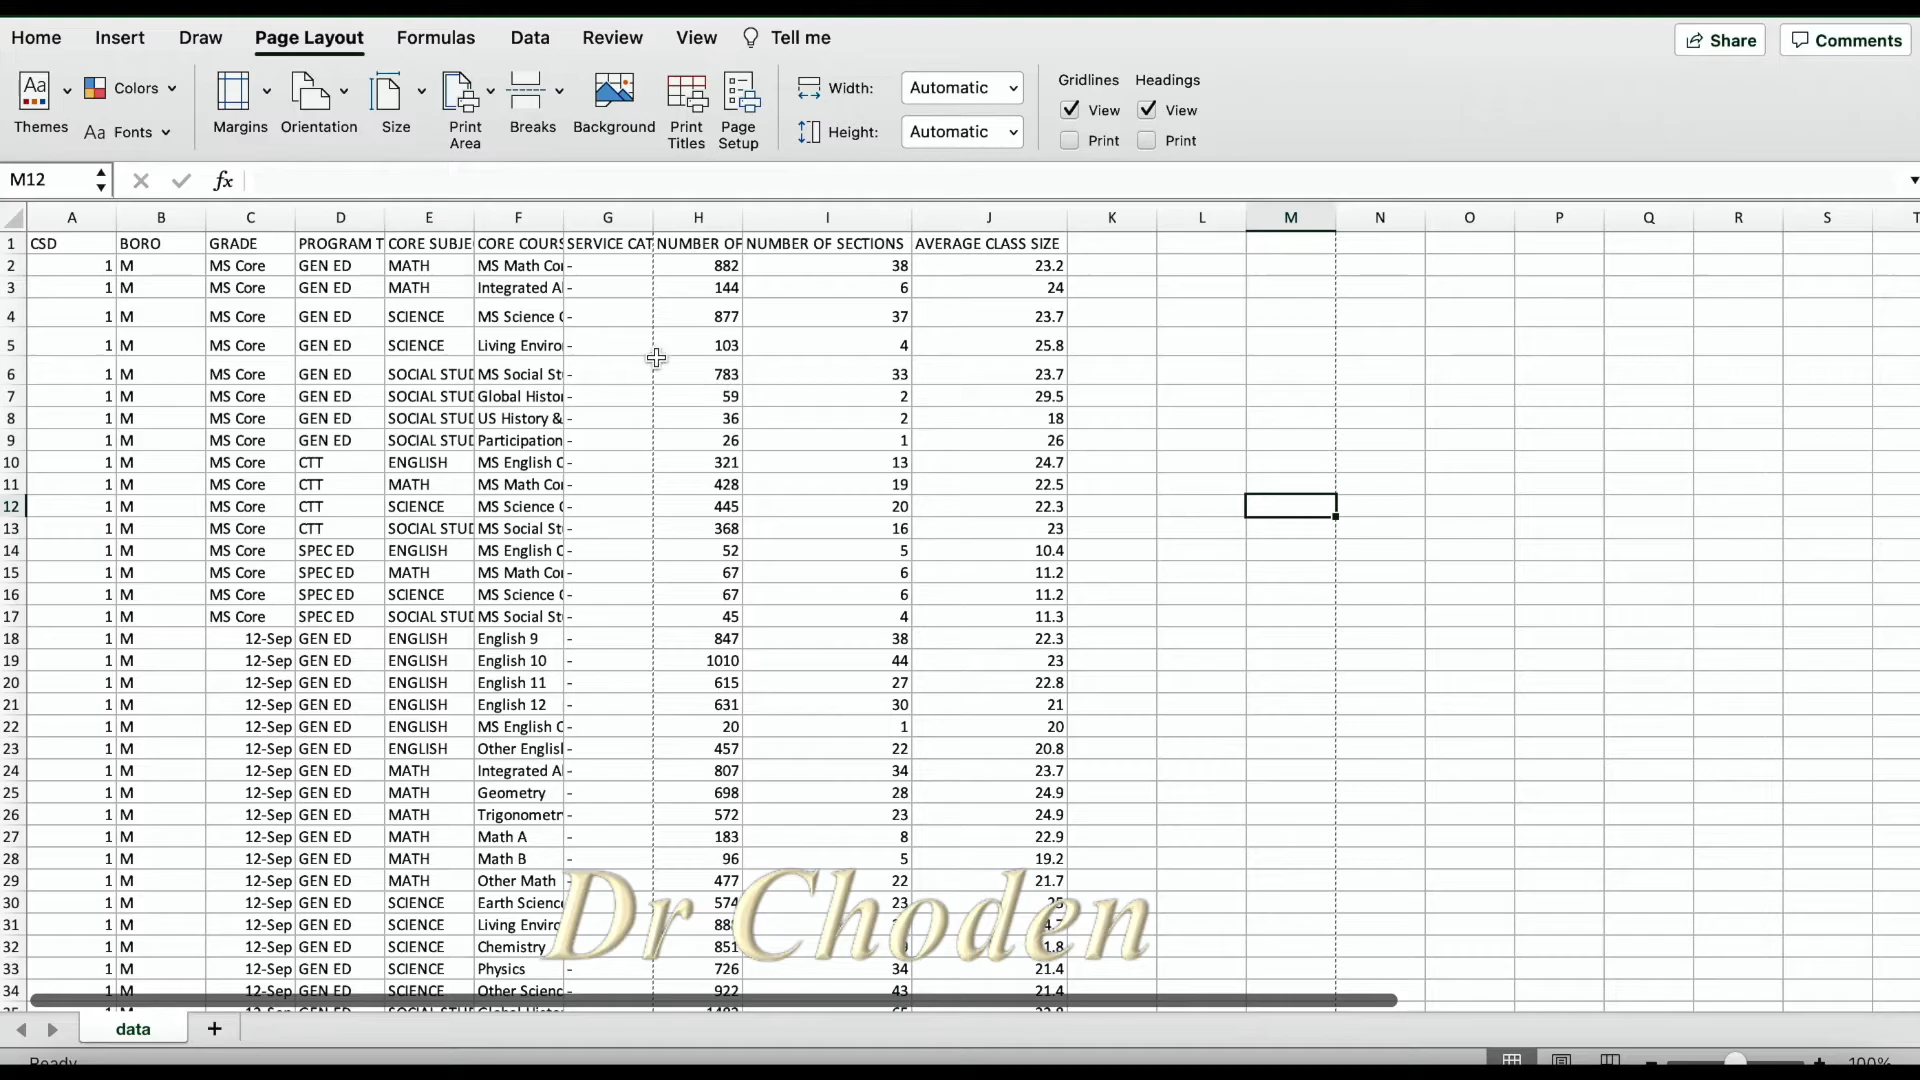 Home Insert Draw Page Layout Formulas Data Review View Tell me Share Comments
Aa Colors Margins Orientation Size Print Area Breaks Background Print Titles Page Setup Width: Automatic Gridlines Headings
View View
Themes Aa Fonts Height: Automatic Print Print
M12 fx
A B C D E F G H I J K L M N O P Q R S T
1 CSD BORO GRADE PROGRAM T CORE SUBJE CORE COURS SERVICE CAT NUMBER OF NUMBER OF SECTIONS AVERAGE CLASS SIZE
2 1 M MS Core GEN ED MATH MS Math Cor - 882 38 23.2
3 1 M MS Core GEN ED MATH Integrated Al - 144 6 24
4 1 M MS Core GEN ED SCIENCE MS Science C - 877 37 23.7
5 1 M MS Core GEN ED SCIENCE Living Enviro - 103 4 25.8
6 1 M MS Core GEN ED SOCIAL STUD MS Social St - 783 33 23.7
7 1 M MS Core GEN ED SOCIAL STUD Global Histo - 59 2 29.5
8 1 M MS Core GEN ED SOCIAL STUD US History & - 36 2 18
9 1 M MS Core GEN ED SOCIAL STUD Participation - 26 1 26
10 1 M MS Core CTT ENGLISH MS English C - 321 13 24.7
11 1 M MS Core CTT MATH MS Math Cor - 428 19 22.5
12 1 M MS Core CTT SCIENCE MS Science C - 445 20 22.3
13 1 M MS Core CTT SOCIAL STUD MS Social St - 368 16 23
14 1 M MS Core SPEC ED ENGLISH MS English C - 52 5 10.4
15 1 M MS Core SPEC ED MATH MS Math Cor - 67 6 11.2
16 1 M MS Core SPEC ED SCIENCE MS Science C - 67 6 11.2
17 1 M MS Core SPEC ED SOCIAL STUD MS Social St - 45 4 11.3
18 1 M 12-Sep GEN ED ENGLISH English 9 - 847 38 22.3
19 1 M 12-Sep GEN ED ENGLISH English 10 - 1010 44 23
20 1 M 12-Sep GEN ED ENGLISH English 11 - 615 27 22.8
21 1 M 12-Sep GEN ED ENGLISH English 12 - 631 30 21
22 1 M 12-Sep GEN ED ENGLISH MS English C - 20 1 20
23 1 M 12-Sep GEN ED ENGLISH Other Englis - 457 22 20.8
24 1 M 12-Sep GEN ED MATH Integrated Al - 807 34 23.7
25 1 M 12-Sep GEN ED MATH Geometry - 698 28 24.9
26 1 M 12-Sep GEN ED MATH Trigonometr - 572 23 24.9
27 1 M 12-Sep GEN ED MATH Math A - 183 8 22.9
28 1 M 12-Sep GEN ED MATH Math B - 96 5 19.2
29 1 M 12-Sep GEN ED MATH Other Math - 477 22 21.7
30 1 M 12-Sep GEN ED SCIENCE Earth Science 574 23
31 1 M 12-Sep GEN ED SCIENCE Living Enviro
32 1 M 12-Sep GEN ED SCIENCE Chemistry 851
Dr Choden
33 1 M 12-Sep GEN ED SCIENCE Physics - 726 34 21.4
34 1 M 12-Sep GEN ED SCIENCE Other Scienc - 922 43 21.4
data +
Ready 100%